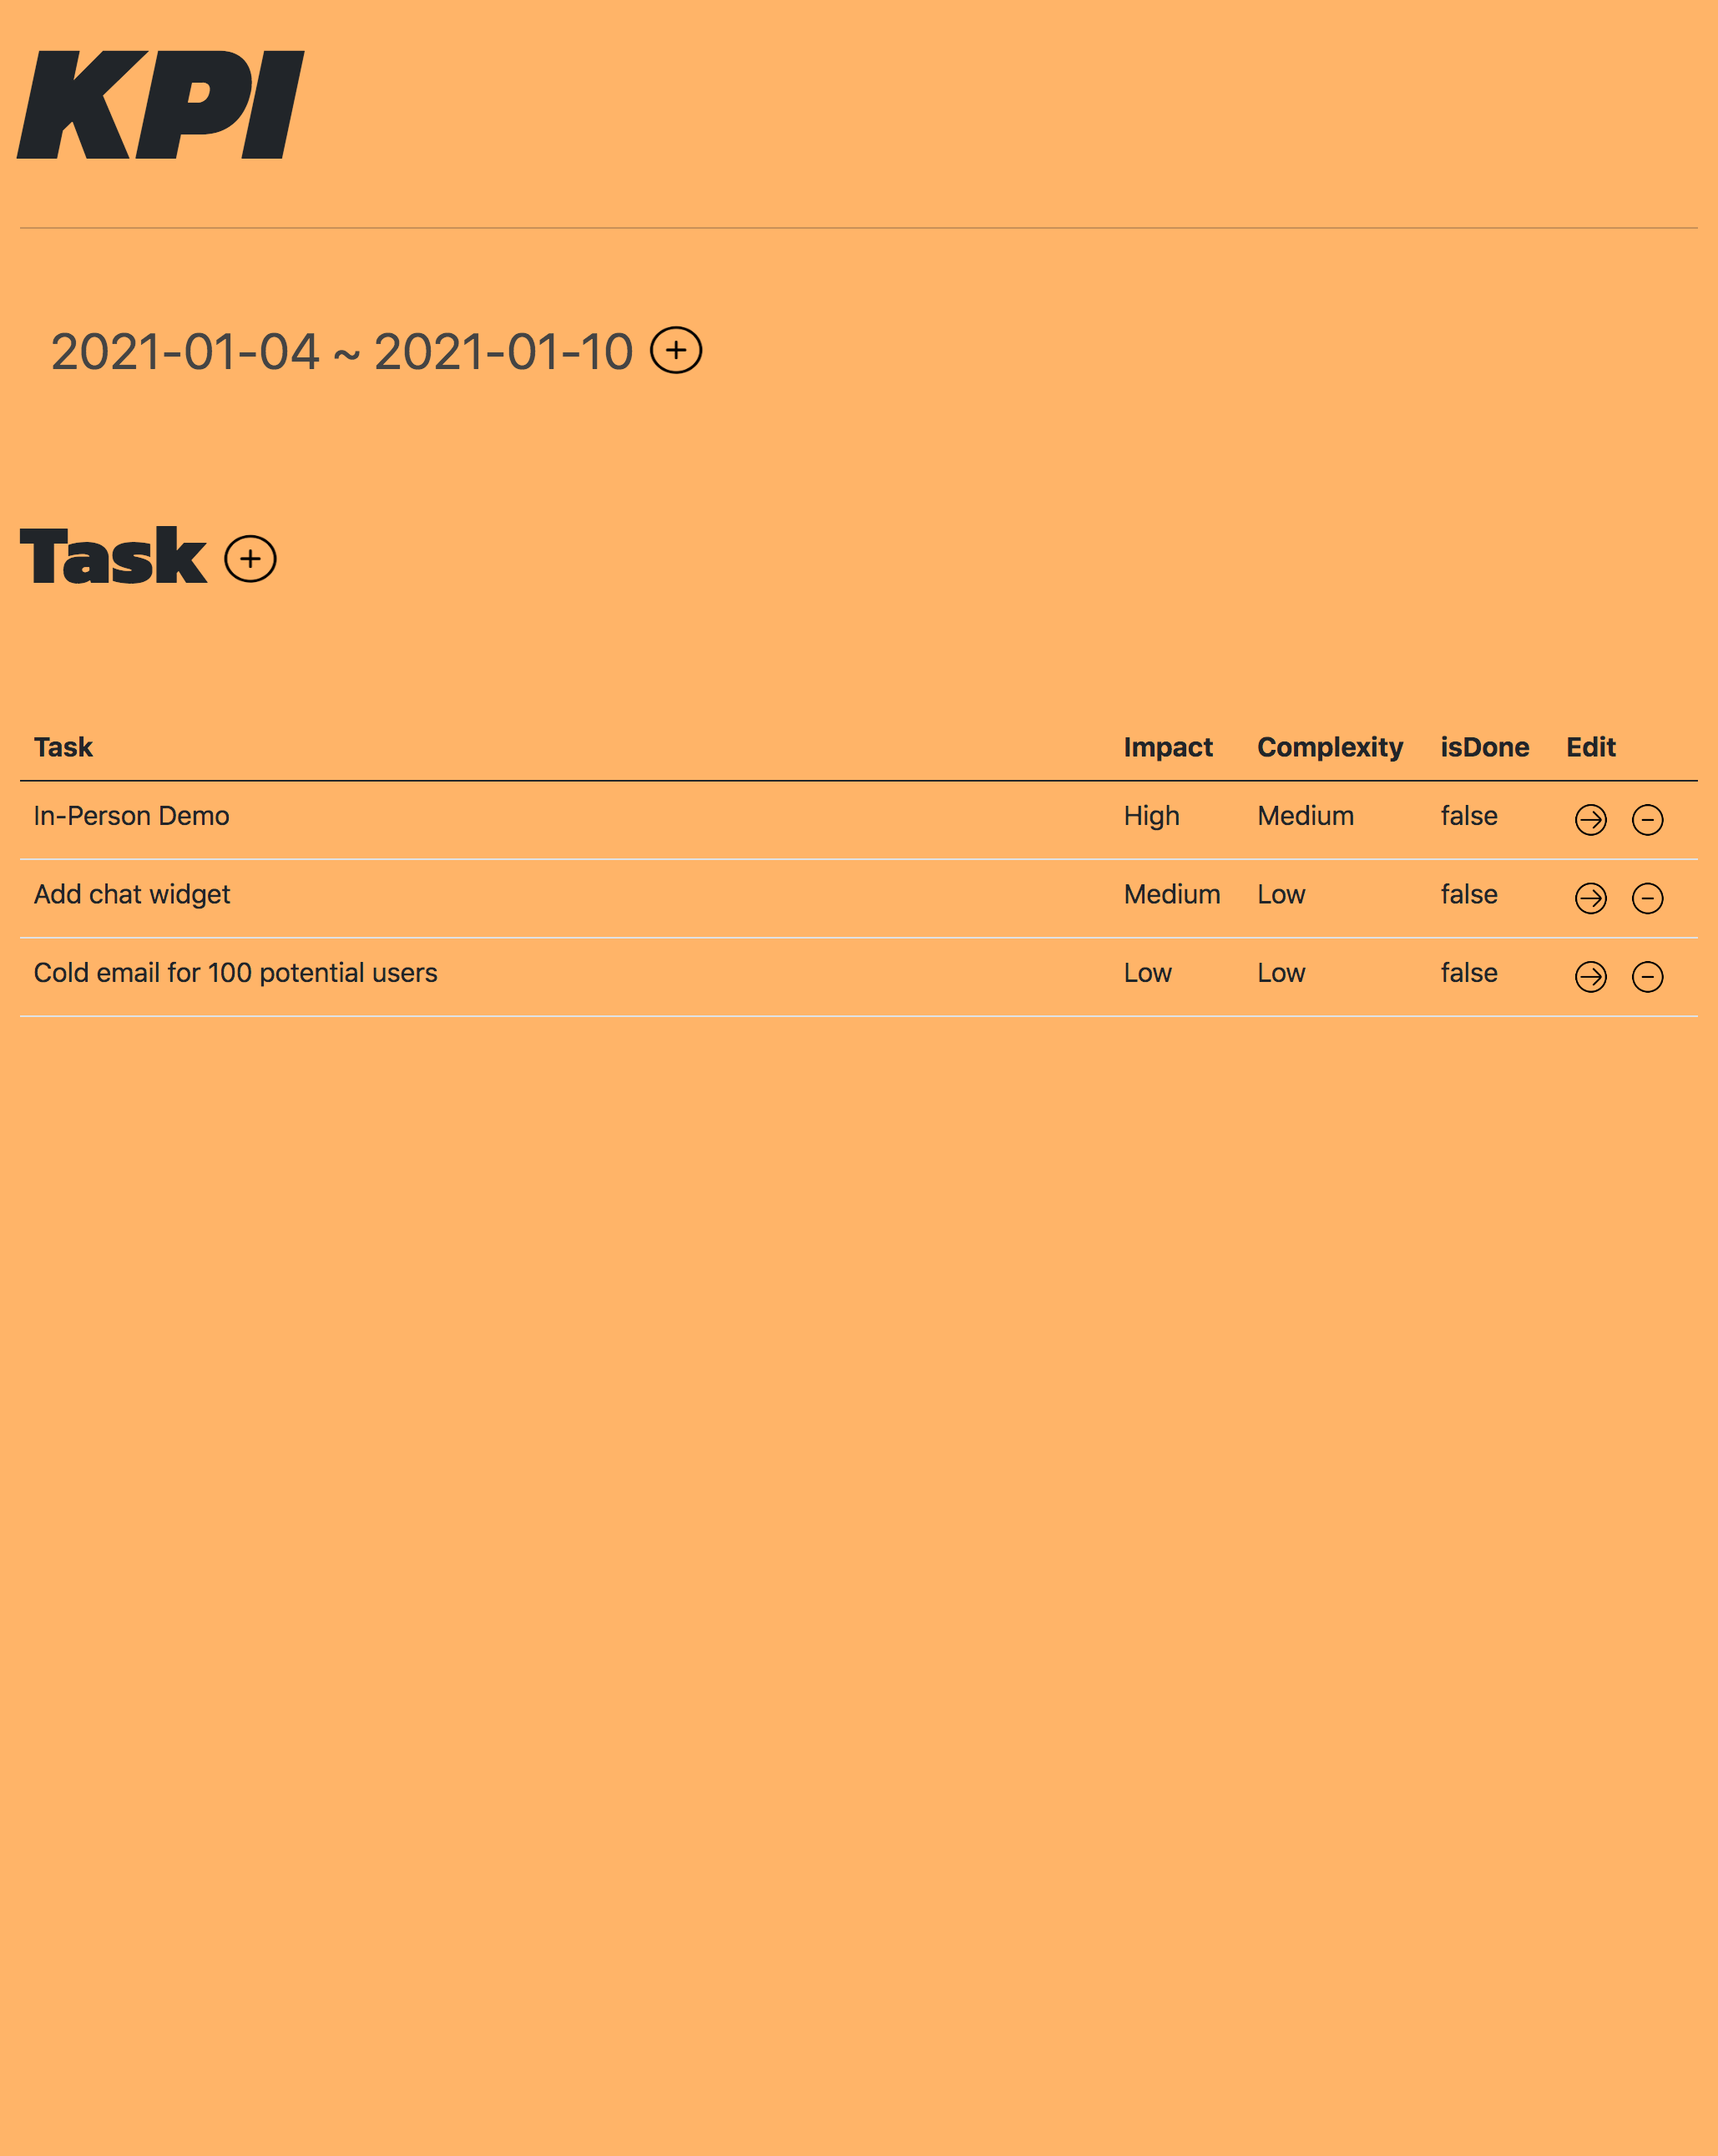 KPI
2021-01-04 ~ 2021-01-10
Task
Task Impact Complexity isDone Edit
In-Person Demo High Medium false
Add chat widget Medium Low false
Cold email for 100 potential users Low Low false